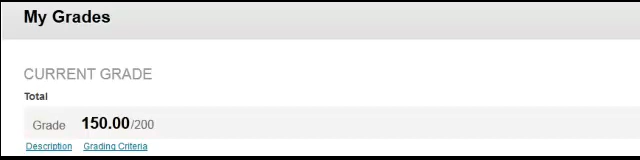 My Grades
CURRENT GRADE
Total
Grade 150.00/200
Description Grading Criteria